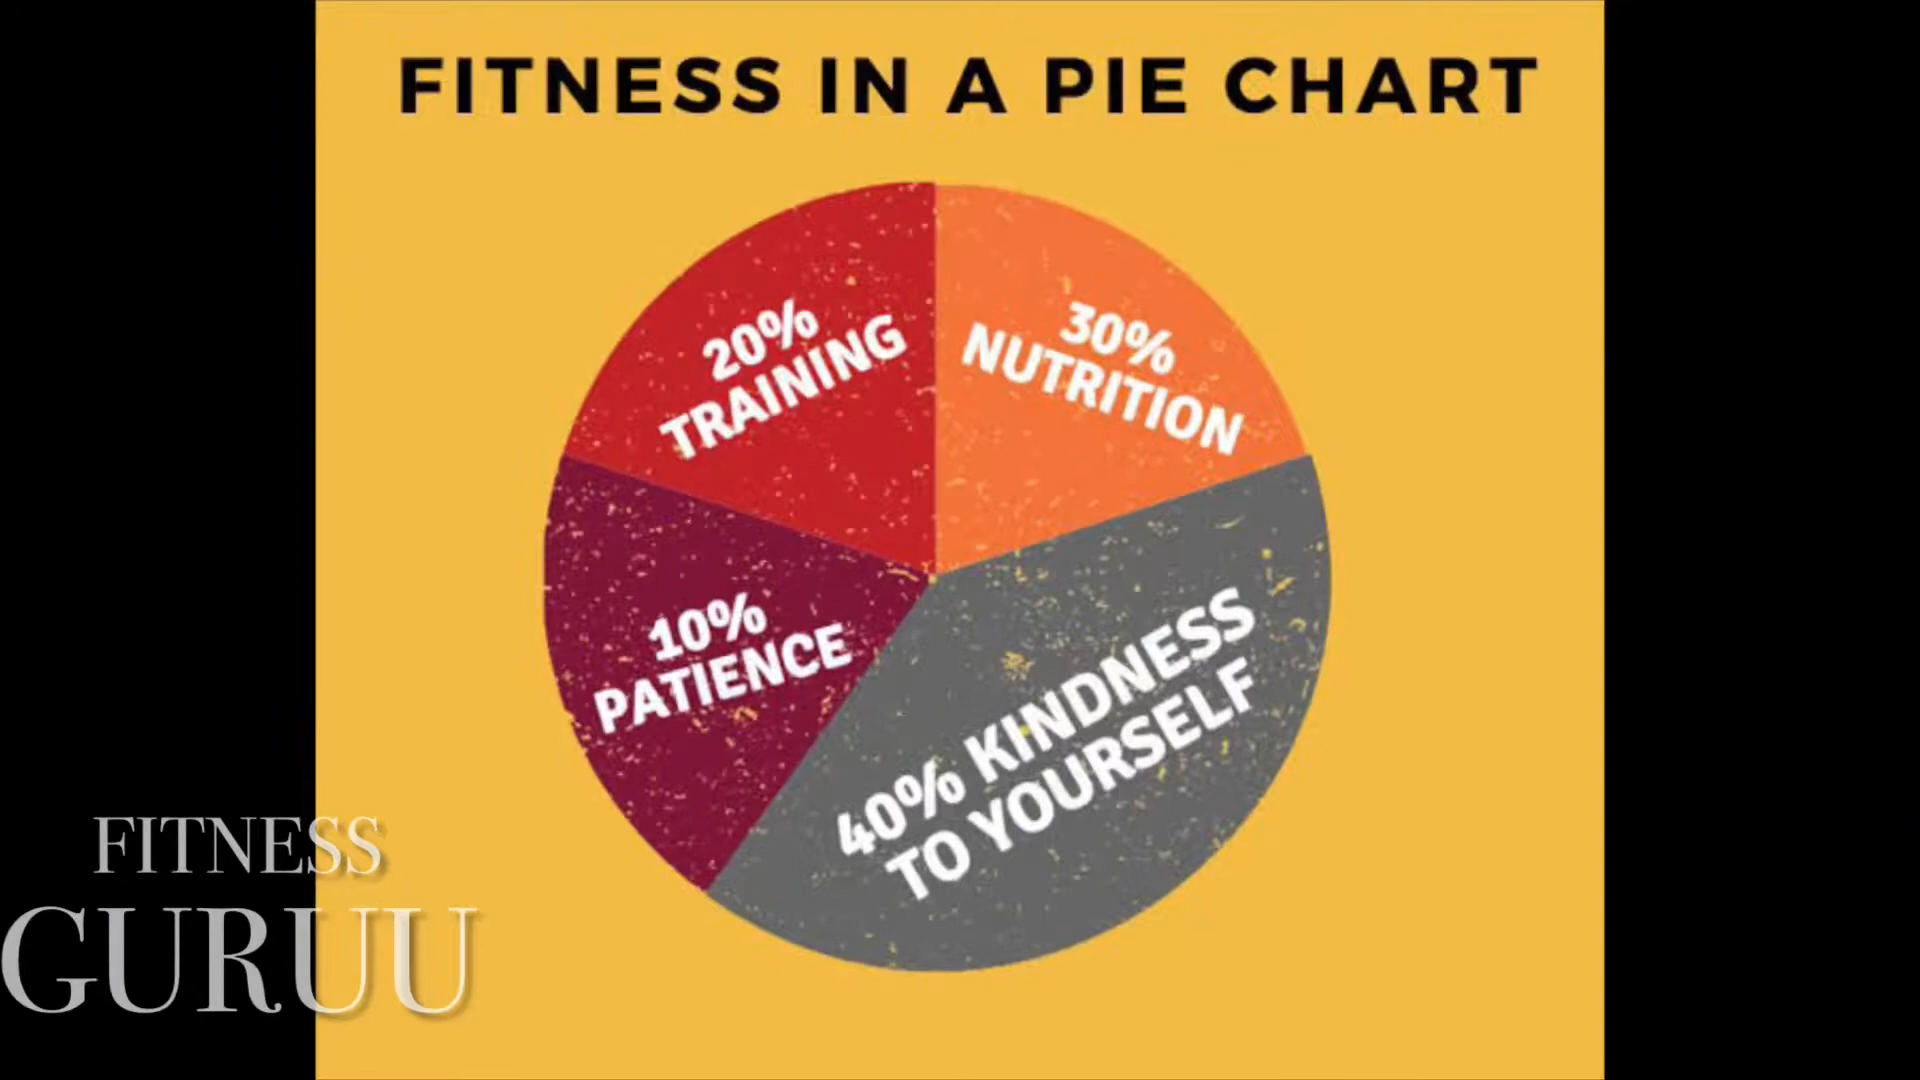 FITNESS IN A PIE CHART
20%
TRAINING
30%
NUTRITION
10%
PATIENCE
40% KINDNESS
TO YOURSELF
FITNESS
GURUU